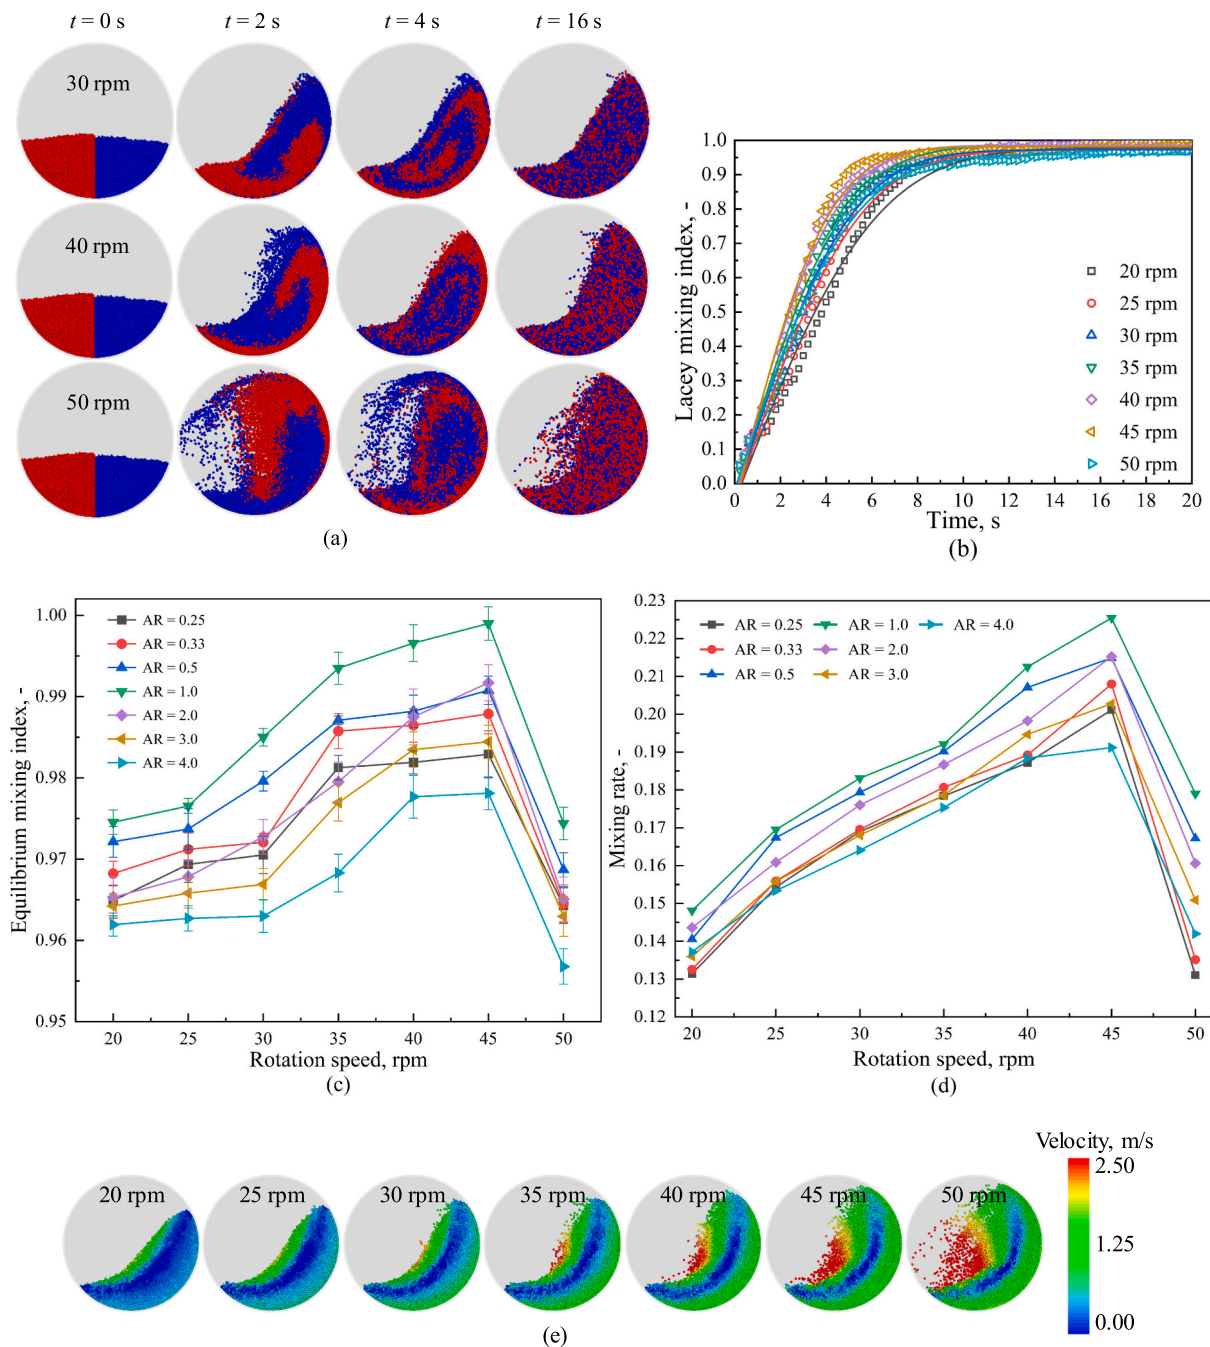 t = 0 s
t = 2 s
t = 4 s
t = 16 s
30 rpm
40 rpm
50 rpm
(a)
1.0
0.9
0.8
0.7
0.6
0.5
0.4
0.3
0.2
0.1
0.0
Lacey mixing index, -
20 rpm
25 rpm
30 rpm
35 rpm
40 rpm
45 rpm
50 rpm
0 2 4 6 8 10 12 14 16 18 20
Time, s
(b)
1.00
0.99
0.98
0.97
0.96
0.95
Equilibrium mixing index, -
AR = 0.25
AR = 0.33
AR = 0.5
AR = 1.0
AR = 2.0
AR = 3.0
AR = 4.0
20 25 30 35 40 45 50
Rotation speed, rpm
(c)
0.23
0.22
0.21
0.20
0.19
0.18
0.17
0.16
0.15
0.14
0.13
0.12
Mixing rate, -
AR = 0.25 AR = 1.0 AR = 4.0
AR = 0.33 AR = 2.0
AR = 0.5 AR = 3.0
20 25 30 35 40 45 50
Rotation speed, rpm
(d)
20 rpm
25 rpm
30 rpm
35 rpm
40 rpm
45 rpm
50 rpm
Velocity, m/s
2.50
1.25
0.00
(e)